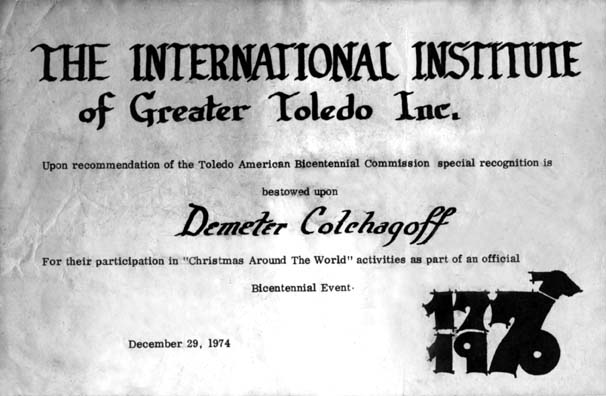 THE INTERNATIONAL INSTITUTE
of Greater Toledo Inc.
Upon recommendation of the Toledo American Bicentennial Commission special recognition is
bestowed upon
Demeter Colchagoff
For their participation in "Christmas Around The World" activities as part of an official
Bicentennial Event.
December 29, 1974
1776
1976